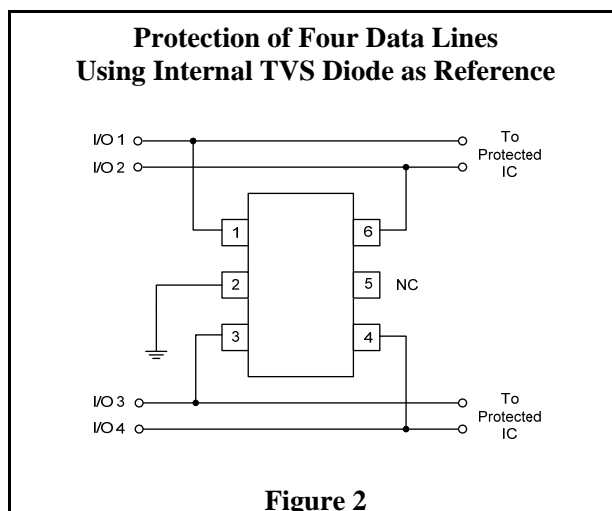 Protection of Four Data Lines
Using Internal TVS Diode as Reference
I/O 1
I/O 2
To
Protected
IC
1
6
2
5
NC
3
4
I/O 3
I/O 4
To
Protected
IC
Figure 2